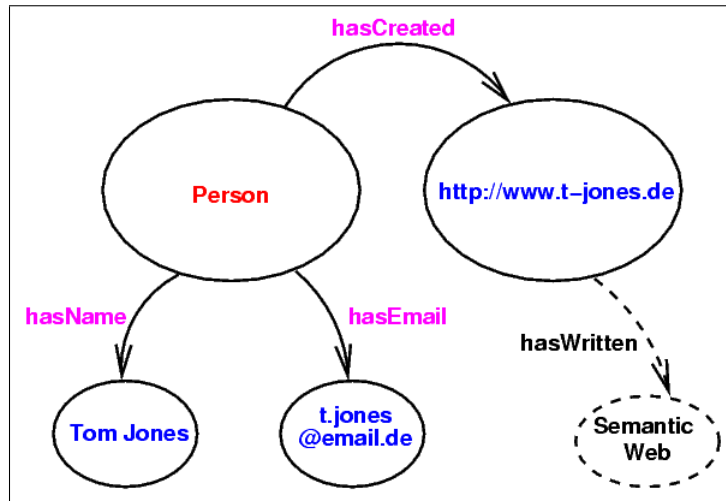 hasCreated
Person
http://www.t-jones.de
hasName
hasEmail
hasWritten
Tom Jones
t.jones
@email.de
Semantic
Web